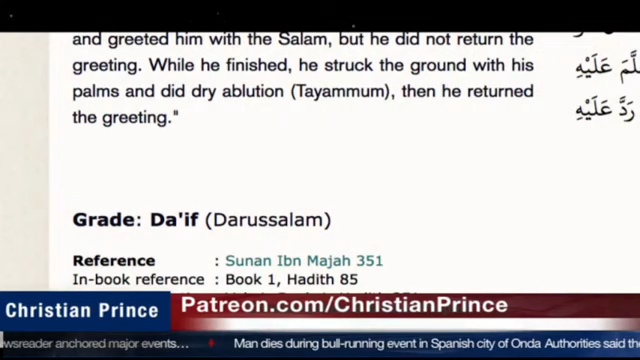 and greeted him with the Salam, but he did not return the
greeting. While he finished, he struck the ground with his
palms and did dry ablution (Tayammum), then he returned
the greeting."
لَّمَ عَلَيْهِ
رَدَّ عَلَيْهِ
Grade: Da'if (Darussalam)
Reference : Sunan Ibn Majah 351
In-book reference : Book 1, Hadith 85
Christian Prince
Patreon.com/ChristianPrince
wsreader anchored major events... Man dies during bull-running event in Spanish city of Onda Authorities said th